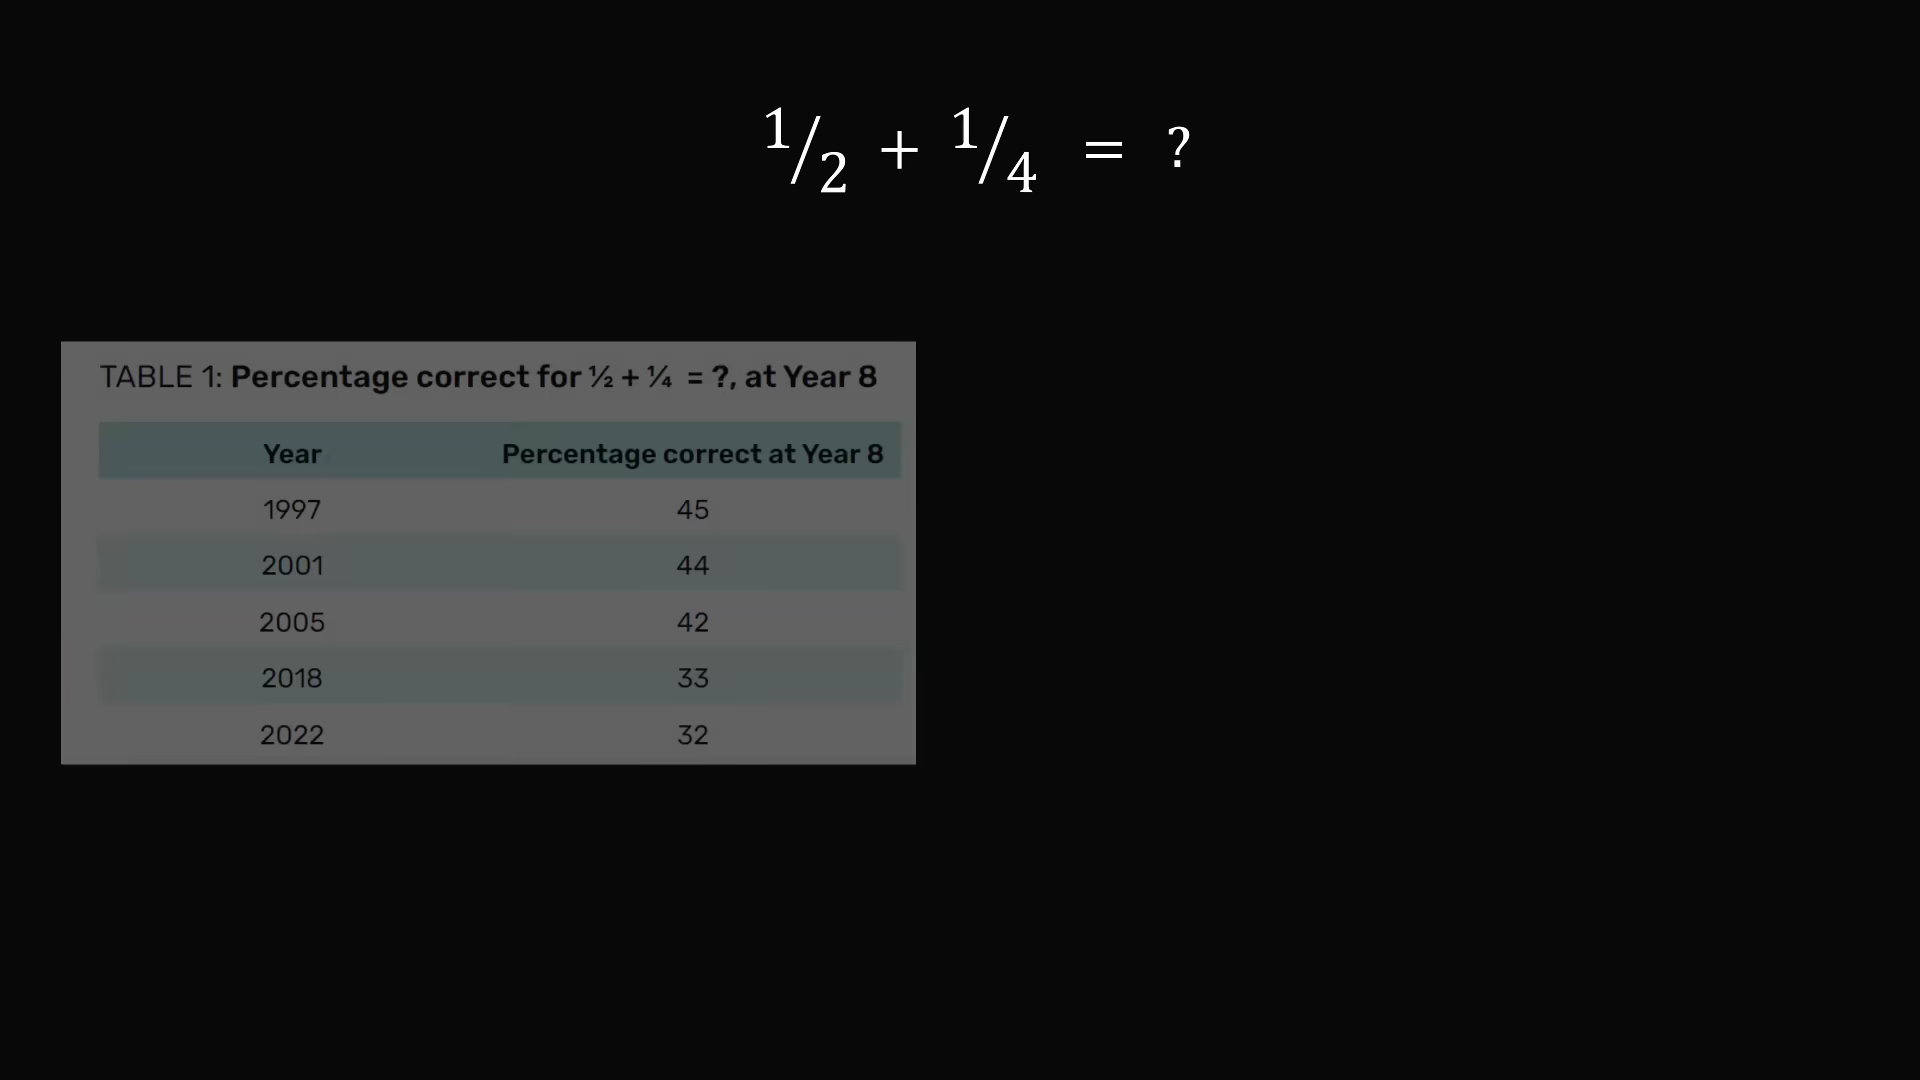 1/2 + 1/4 = ?
TABLE 1: Percentage correct for ½ + ¼ = ?, at Year 8
Year Percentage correct at Year 8
1997 45
2001 44
2005 42
2018 33
2022 32